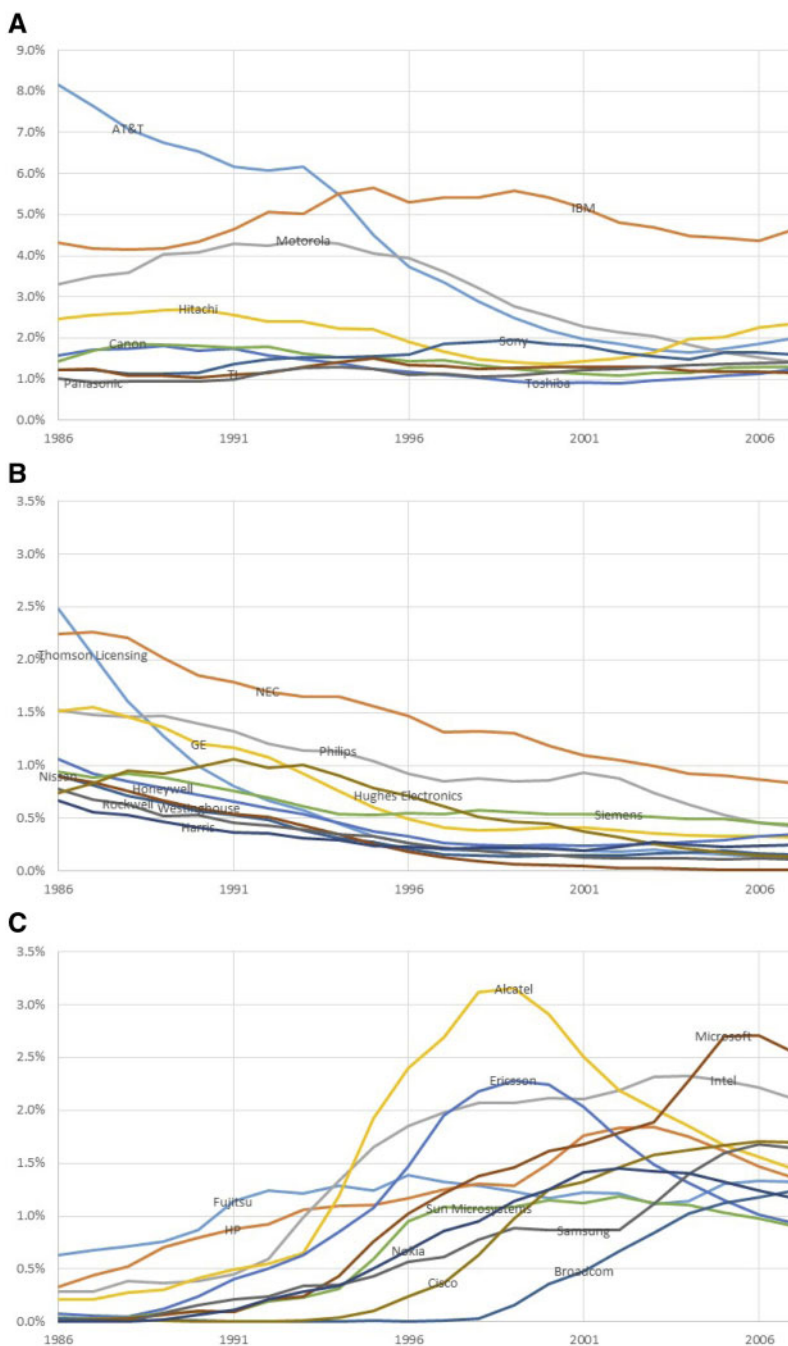 A
9.0%
8.0%
AT&T
7.0%
6.0%
IBM
5.0%
Motorola
4.0%
3.0%
Hitachi
2.0%
Canon Sony
1.0%
Panasonic TJ Toshiba
0.0%
1986 1991 1996 2001 2006
B
3.5%
3.0%
2.5%
Thomson Licensing
2.0%
NEC
1.5%
GE Philips
1.0%
Nissan Honeywell Hughes Electronics
Rockwell Westinghouse Siemens
0.5%
Harris
0.0%
1986 1991 1996 2001 2006
C
3.5%
Alcatel
3.0%
Microsoft
2.5%
Ericsson Intel
2.0%
1.5%
Fujitsu
HP Sun Microsystems Samsung
1.0%
Nokia
Broadcom
0.5%
Cisco
0.0%
1986 1991 1996 2001 2006